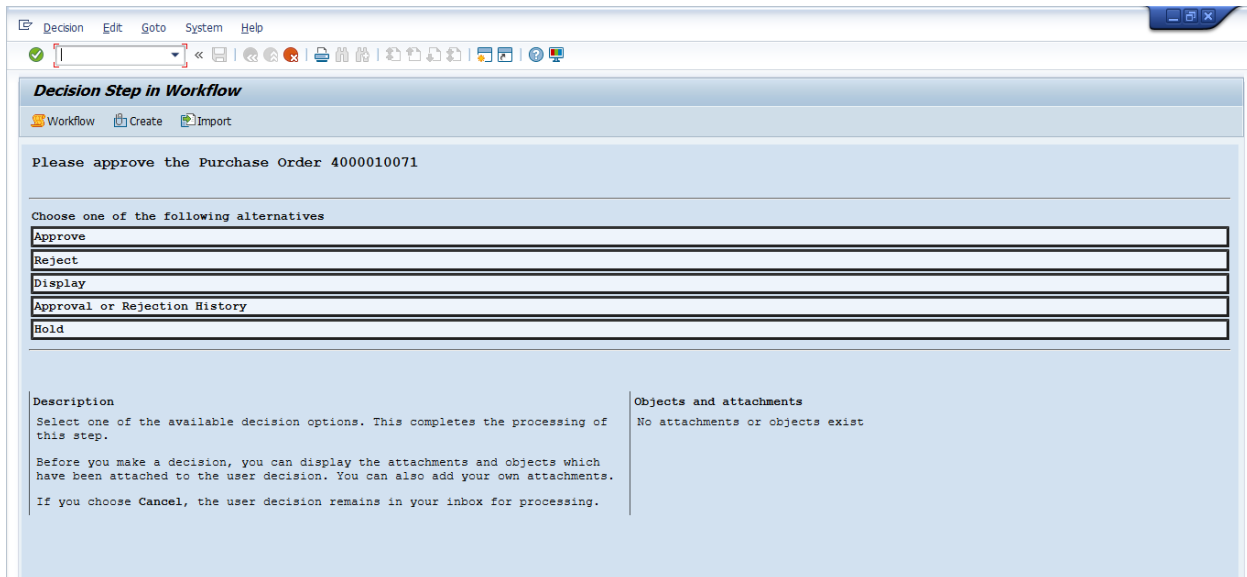 Decision Edit Goto System Help
Decision Step in Workflow
Workflow Create Import
Please approve the Purchase Order 4000010071
Choose one of the following alternatives
Approve
Reject
Display
Approval or Rejection History
Hold
Description
Select one of the available decision options. This completes the processing of
this step.
Before you make a decision, you can display the attachments and objects which
have been attached to the user decision. You can also add your own attachments.
If you choose Cancel, the user decision remains in your inbox for processing.
Objects and attachments
No attachments or objects exist